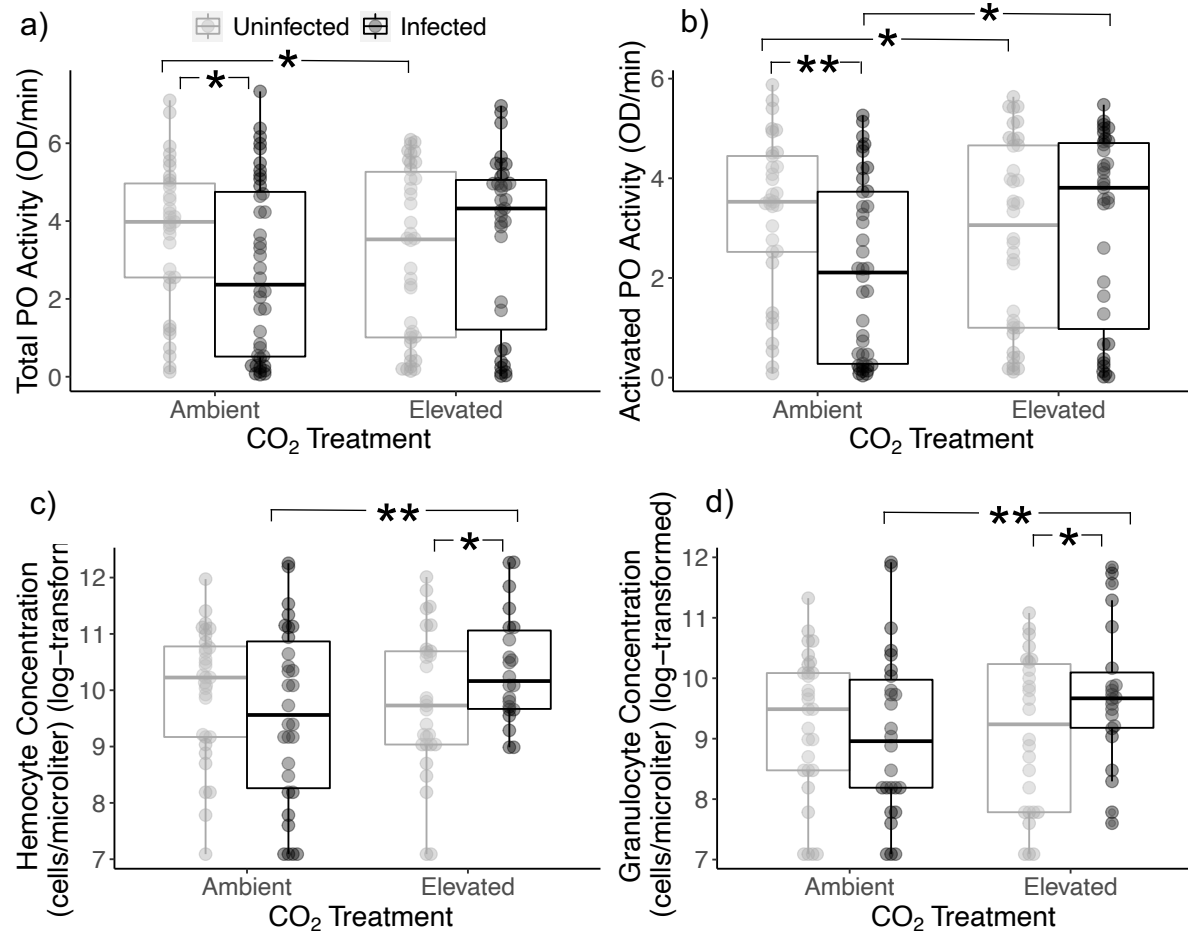 a)
Uninfected Infected
*
*
Total PO Activity (OD/min)
6
4
2
0
Ambient Elevated
CO₂ Treatment
b)
*
*
**
Activated PO Activity (OD/min)
6
4
2
0
Ambient Elevated
CO₂ Treatment
c)
**
*
Hemocyte Concentration
(cells/microliter) (log−transform
12
11
10
9
8
7
Ambient Elevated
CO₂ Treatment
d)
**
*
Granulocyte Concentration
(cells/microliter) (log−transformed)
12
11
10
9
8
7
Ambient Elevated
CO₂ Treatment